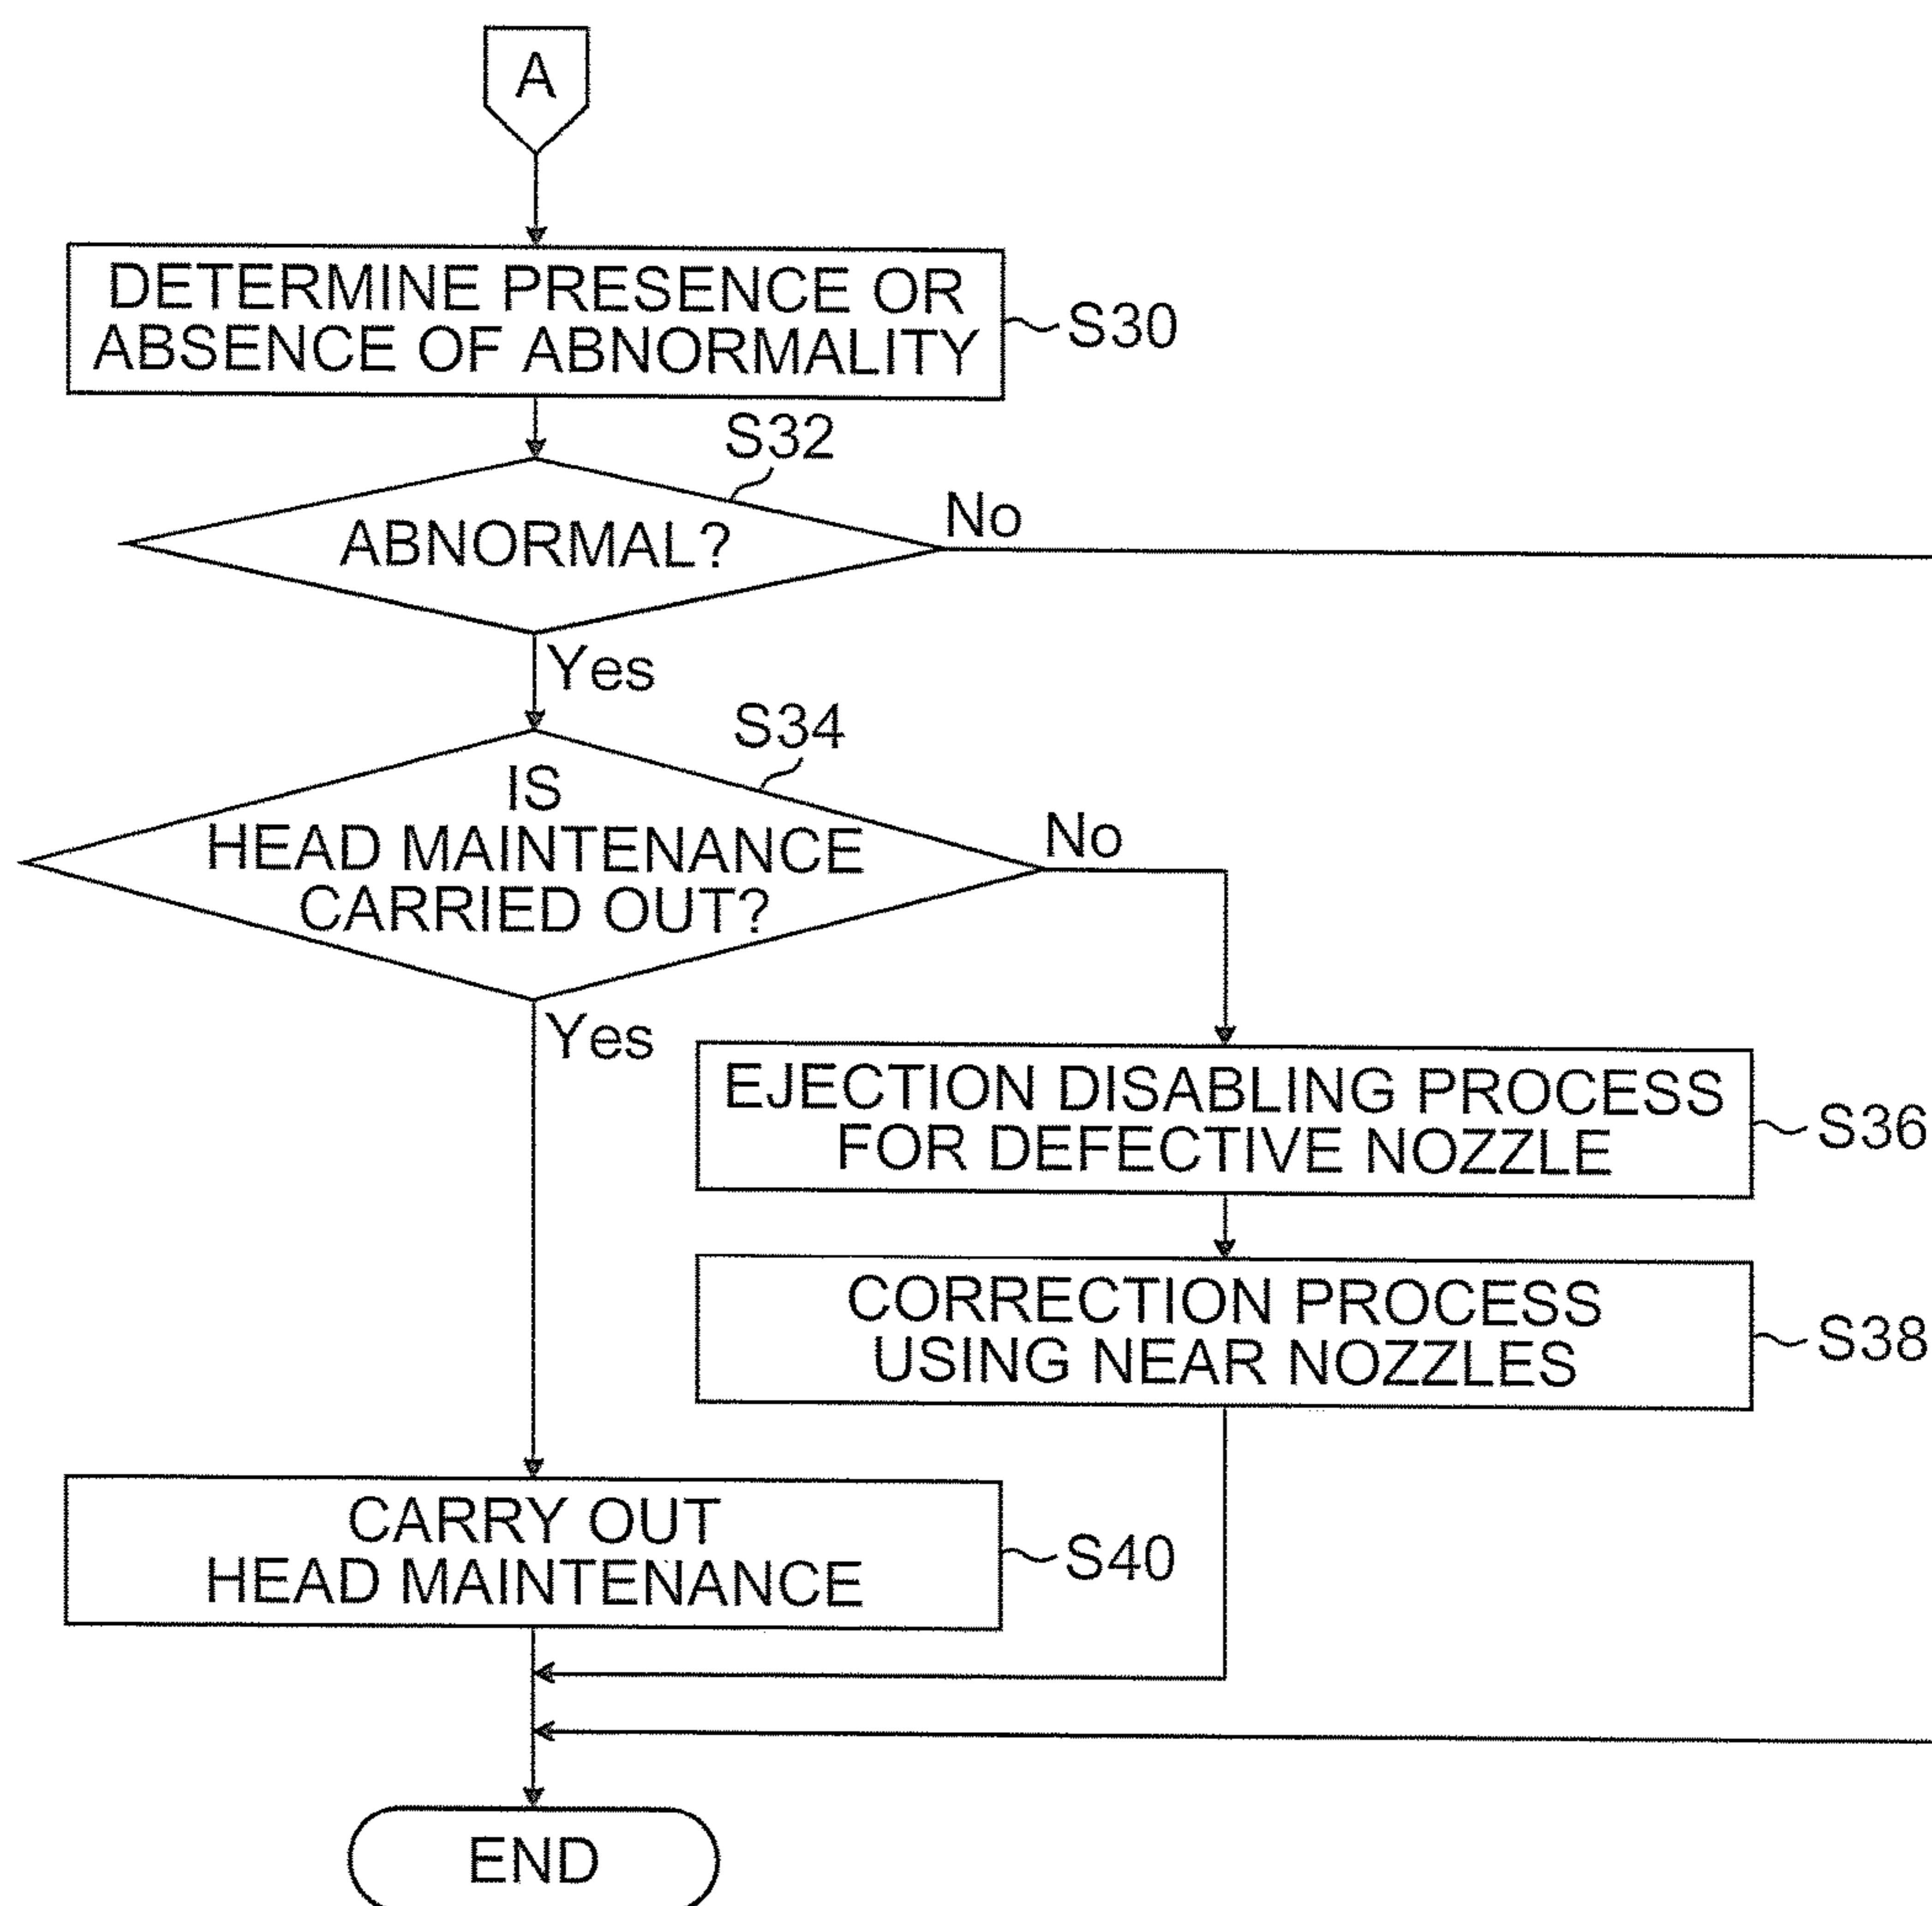 A
DETERMINE PRESENCE OR
ABSENCE OF ABNORMALITY
S30
S32
ABNORMAL?
No
Yes
S34
IS
HEAD MAINTENANCE
CARRIED OUT?
No
Yes
EJECTION DISABLING PROCESS
FOR DEFECTIVE NOZZLE
S36
CORRECTION PROCESS
USING NEAR NOZZLES
S38
CARRY OUT
HEAD MAINTENANCE
S40
END